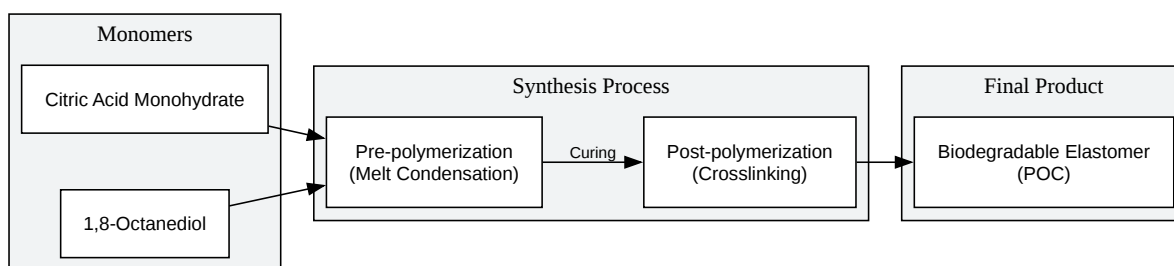 Monomers
Citric Acid Monohydrate
1,8-Octanediol
Synthesis Process
Pre-polymerization
(Melt Condensation)
Curing
Post-polymerization
(Crosslinking)
Final Product
Biodegradable Elastomer
(POC)